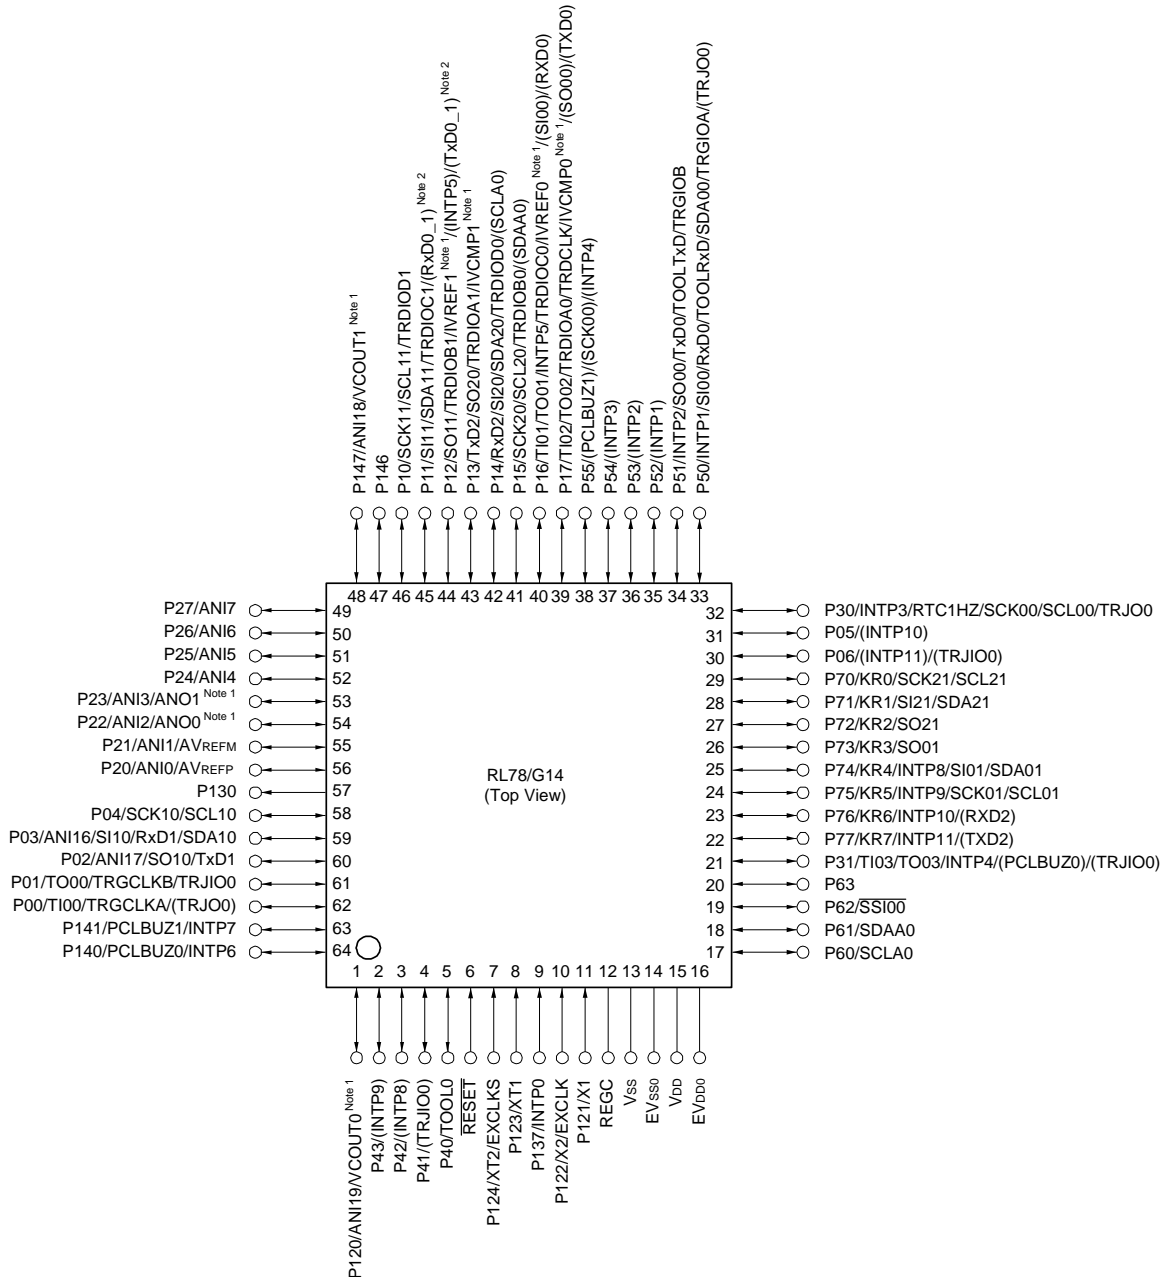 P147/ANI18/VCOUT1 Note 1
P146
P10/SCK11/SCL11/TRDIOD1
P11/SI11/SDA11/TRDIOC1/(RxD0_1) Note 2
P12/SO11/TRDIOB1/IVREF1 Note 1/(INTP5)/(TxD0_1) Note 2
P13/TxD2/SO20/TRDIOA1/IVCMP1 Note 1
P14/RxD2/SI20/SDA20/TRDIOD0/(SCLA0)
P15/SCK20/SCL20/TRDIOB0/(SDAA0)
P16/TI01/TO01/INTP5/TRDIOC0/IVREF0 Note 1/(SI00)/(RXD0)
P17/TI02/TO02/TRDIOA0/TRDCLK/IVCMP0 Note 1/(SO00)/(TXD0)
P55/(PCLBUZ1)/(SCK00)/(INTP4)
P54/(INTP3)
P53/(INTP2)
P52/(INTP1)
P51/INTP2/SO00/TxD0/TOOLTxD/TRGIOB
P50/INTP1/SI00/RxD0/TOOLRxD/SDA00/TRGIOA/(TRJO0)
48 47 46 45 44 43 42 41 40 39 38 37 36 35 34 33
P27/ANI7 49
P26/ANI6 50
P25/ANI5 51
P24/ANI4 52
P23/ANI3/ANO1 Note 1 53
P22/ANI2/ANO0 Note 1 54
P21/ANI1/AVREFM 55
P20/ANI0/AVREFP 56
P130 57
P04/SCK10/SCL10 58
P03/ANI16/SI10/RxD1/SDA10 59
P02/ANI17/SO10/TxD1 60
P01/TO00/TRGCLKB/TRJIO0 61
P00/TI00/TRGCLKA/(TRJO0) 62
P141/PCLBUZ1/INTP7 63
P140/PCLBUZ0/INTP6 64
RL78/G14
(Top View)
32 P30/INTP3/RTC1HZ/SCK00/SCL00/TRJO0
31 P05/(INTP10)
30 P06/(INTP11)/(TRJIO0)
29 P70/KR0/SCK21/SCL21
28 P71/KR1/SI21/SDA21
27 P72/KR2/SO21
26 P73/KR3/SO01
25 P74/KR4/INTP8/SI01/SDA01
24 P75/KR5/INTP9/SCK01/SCL01
23 P76/KR6/INTP10/(RXD2)
22 P77/KR7/INTP11/(TXD2)
21 P31/TI03/TO03/INTP4/(PCLBUZ0)/(TRJIO0)
20 P63
19 P62/SSI00
18 P61/SDAA0
17 P60/SCLA0
1 2 3 4 5 6 7 8 9 10 11 12 13 14 15 16
P120/ANI19/VCOUT0 Note 1
P43/(INTP9)
P42/(INTP8)
P41/(TRJIO0)
P40/TOOL0
RESET
P124/XT2/EXCLKS
P123/XT1
P137/INTP0
P122/X2/EXCLK
P121/X1
REGC
VSS
EVSS0
VDD
EVDD0